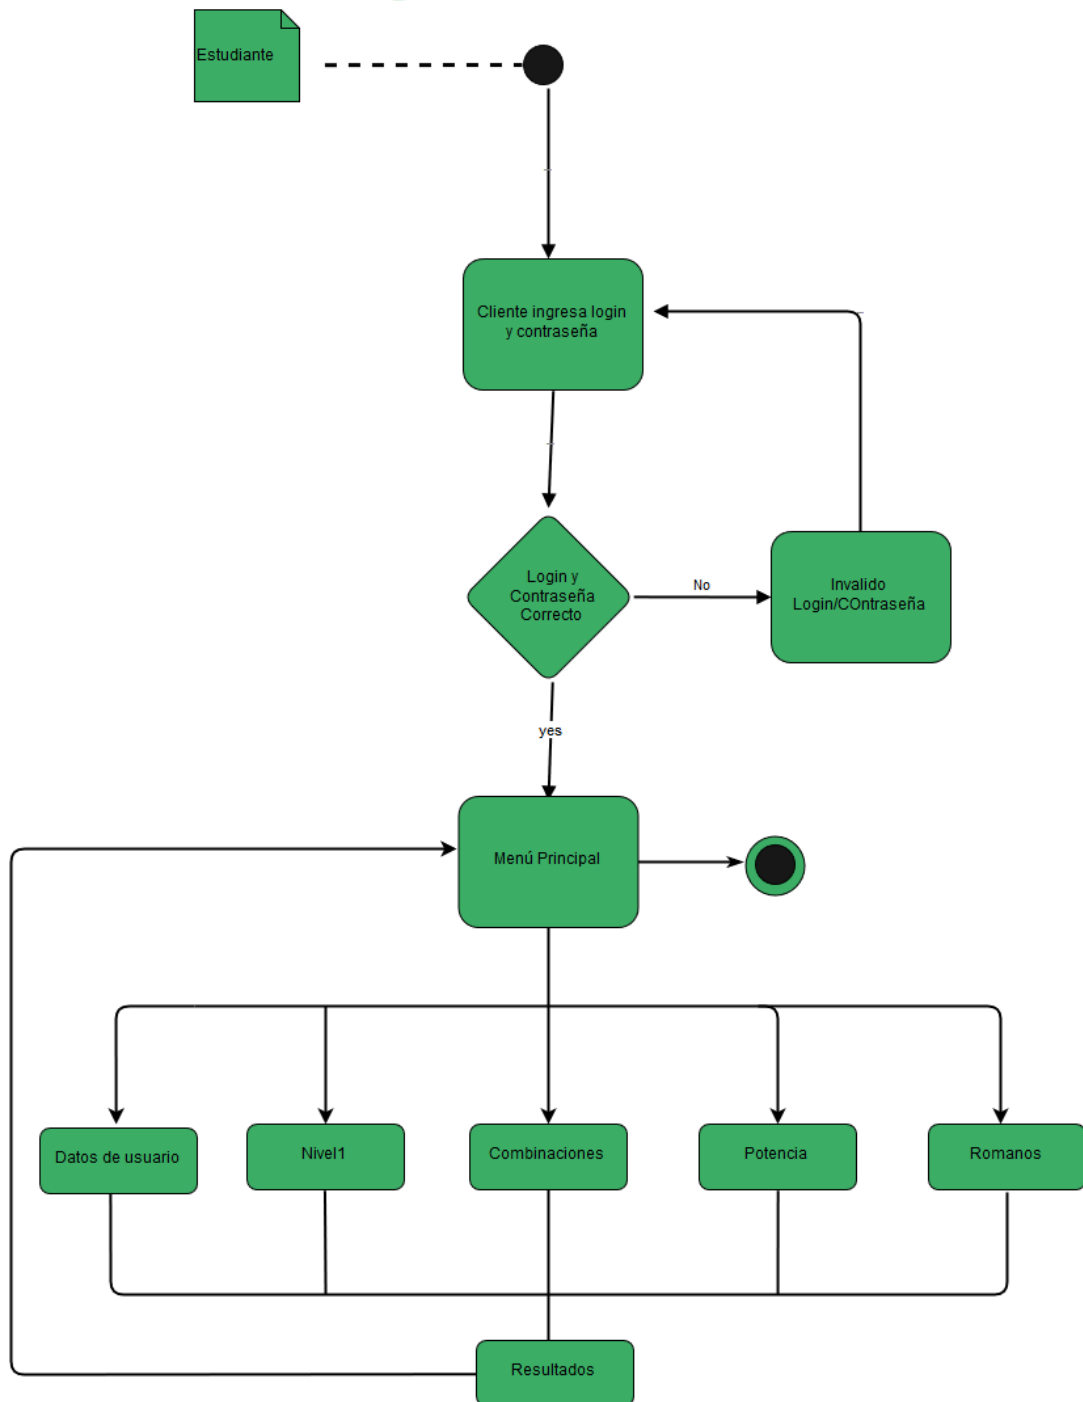 Estudiante
Cliente ingresa login
y contraseña
Login y
Contraseña
Correcto
No
Invalido
Login/COntraseña
yes
Menú Principal
Datos de usuario
Nivel1
Combinaciones
Potencia
Romanos
Resultados